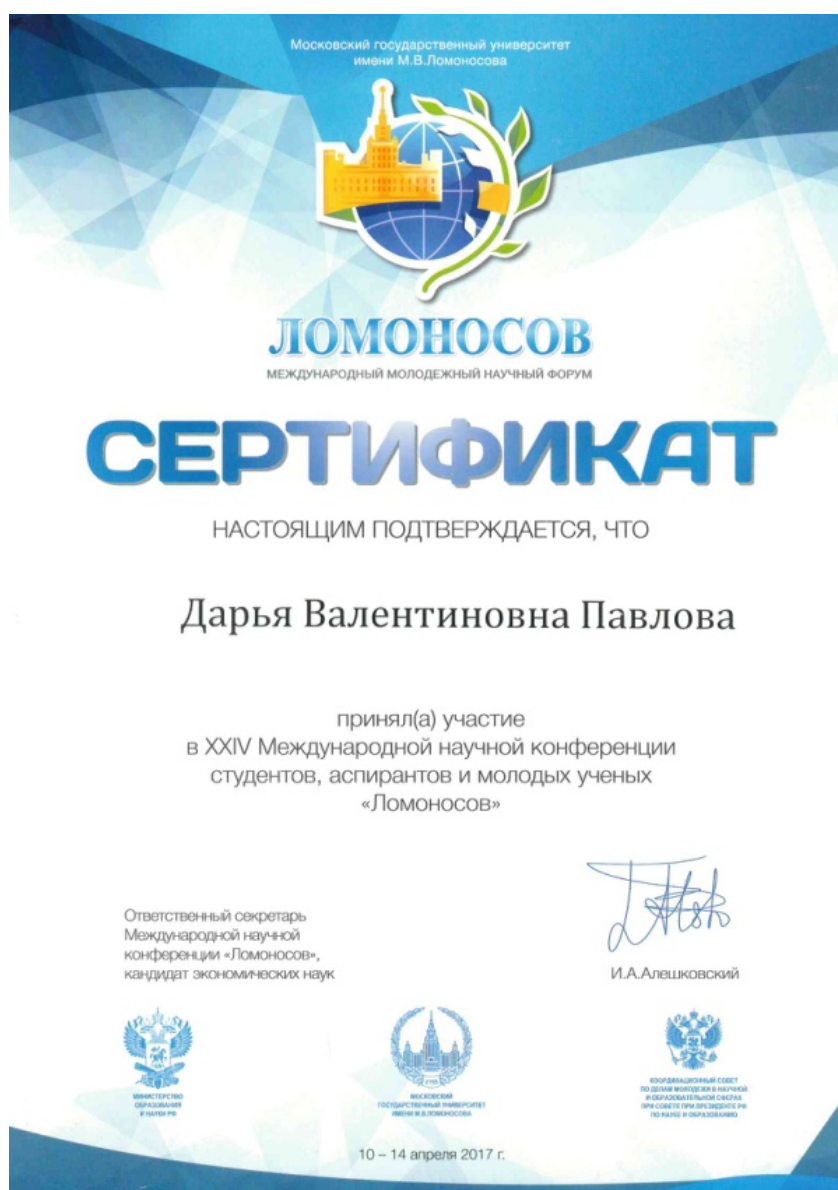 Московский государственный университет
имени М.В.Ломоносова
ЛОМОНОСОВ
МЕЖДУНАРОДНЫЙ МОЛОДЕЖНЫЙ НАУЧНЫЙ ФОРУМ
СЕРТИФИКАТ
НАСТОЯЩИМ ПОДТВЕРЖДАЕТСЯ, ЧТО
Дарья Валентиновна Павлова
принял(а) участие
в XXIV Международной научной конференции
студентов, аспирантов и молодых ученых
«Ломоносов»
Ответственный секретарь
Международной научной
конференции «Ломоносов»,
кандидат экономических наук
И.А.Алешковский
МИНИСТЕРСТВО
ОБРАЗОВАНИЯ
И НАУКИ РФ
МОСКОВСКИЙ
ГОСУДАРСТВЕННЫЙ УНИВЕРСИТЕТ
ИМЕНИ М.В.ЛОМОНОСОВА
КООРДИНАЦИОННЫЙ СОВЕТ
ПО ДЕЛАМ МОЛОДЕЖИ В НАУЧНОЙ
И ОБРАЗОВАТЕЛЬНОЙ СФЕРАХ
ПРИ СОВЕТЕ ПРИ ПРЕЗИДЕНТЕ РФ
ПО НАУКЕ И ОБРАЗОВАНИЮ
10 – 14 апреля 2017 г.